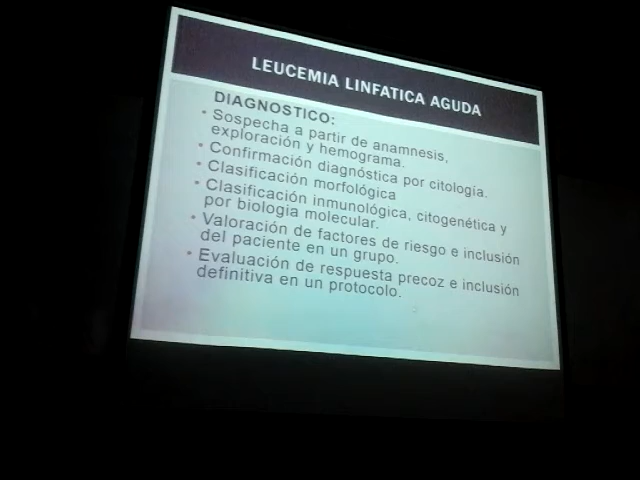 LEUCEMIA LINFATICA AGUDA
DIAGNOSTICO:
• Sospecha a partir de anamnesis,
exploración y hemograma.
• Confirmación diagnóstica por citología.
• Clasificación morfológica
• Clasificación inmunológica, citogenética y
por biología molecular.
• Valoración de factores de riesgo e inclusión
del paciente en un grupo.
• Evaluación de respuesta precoz e inclusión
definitiva en un protocolo.